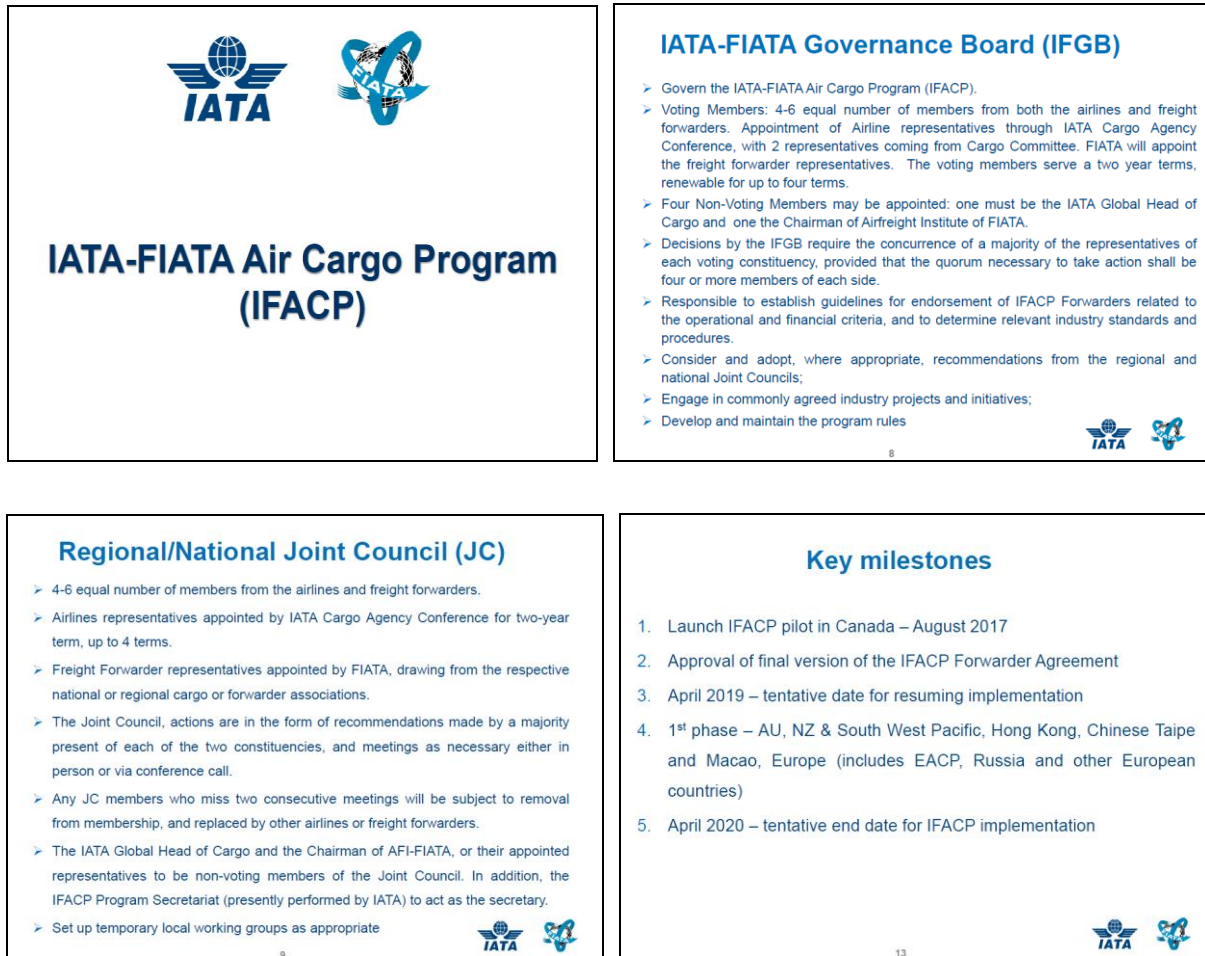 IATA
FIATA
IATA-FIATA Air Cargo Program
(IFACP)
IATA-FIATA Governance Board (IFGB)
➢ Govern the IATA-FIATA Air Cargo Program (IFACP).
➢ Voting Members: 4-6 equal number of members from both the airlines and freight
forwarders. Appointment of Airline representatives through IATA Cargo Agency
Conference, with 2 representatives coming from Cargo Committee. FIATA will appoint
the freight forwarder representatives. The voting members serve a two year terms,
renewable for up to four terms.
➢ Four Non-Voting Members may be appointed: one must be the IATA Global Head of
Cargo and one the Chairman of Airfreight Institute of FIATA.
➢ Decisions by the IFGB require the concurrence of a majority of the representatives of
each voting constituency, provided that the quorum necessary to take action shall be
four or more members of each side.
➢ Responsible to establish guidelines for endorsement of IFACP Forwarders related to
the operational and financial criteria, and to determine relevant industry standards and
procedures.
➢ Consider and adopt, where appropriate, recommendations from the regional and
national Joint Councils;
➢ Engage in commonly agreed industry projects and initiatives;
➢ Develop and maintain the program rules
IATA
8
Regional/National Joint Council (JC)
➢ 4-6 equal number of members from the airlines and freight forwarders.
➢ Airlines representatives appointed by IATA Cargo Agency Conference for two-year
term, up to 4 terms.
➢ Freight Forwarder representatives appointed by FIATA, drawing from the respective
national or regional cargo or forwarder associations.
➢ The Joint Council, actions are in the form of recommendations made by a majority
present of each of the two constituencies, and meetings as necessary either in
person or via conference call.
➢ Any JC members who miss two consecutive meetings will be subject to removal
from membership, and replaced by other airlines or freight forwarders.
➢ The IATA Global Head of Cargo and the Chairman of AFI-FIATA, or their appointed
representatives to be non-voting members of the Joint Council. In addition, the
IFACP Program Secretariat (presently performed by IATA) to act as the secretary.
➢ Set up temporary local working groups as appropriate
IATA
9
Key milestones
1. Launch IFACP pilot in Canada – August 2017
2. Approval of final version of the IFACP Forwarder Agreement
3. April 2019 – tentative date for resuming implementation
4. 1st phase – AU, NZ & South West Pacific, Hong Kong, Chinese Taipe
and Macao, Europe (includes EACP, Russia and other European
countries)
5. April 2020 – tentative end date for IFACP implementation
IATA
13